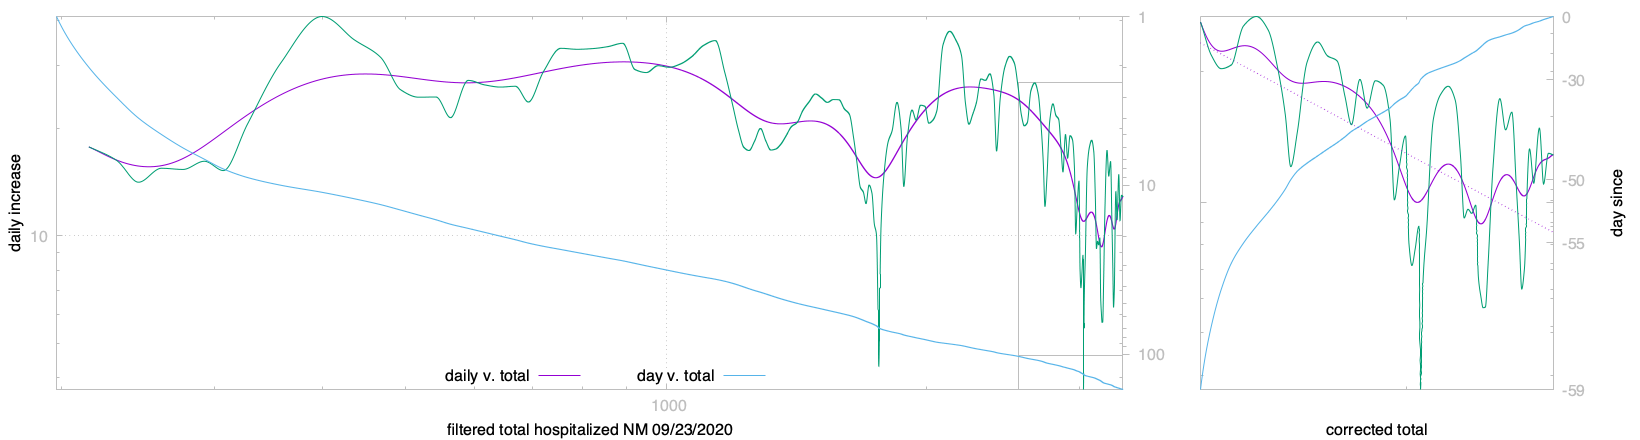 daily increase
10
daily v. total
day v. total
1000
filtered total hospitalized NM 09/23/2020
1
10
100
0
-30
-50
-55
-59
day since
corrected total